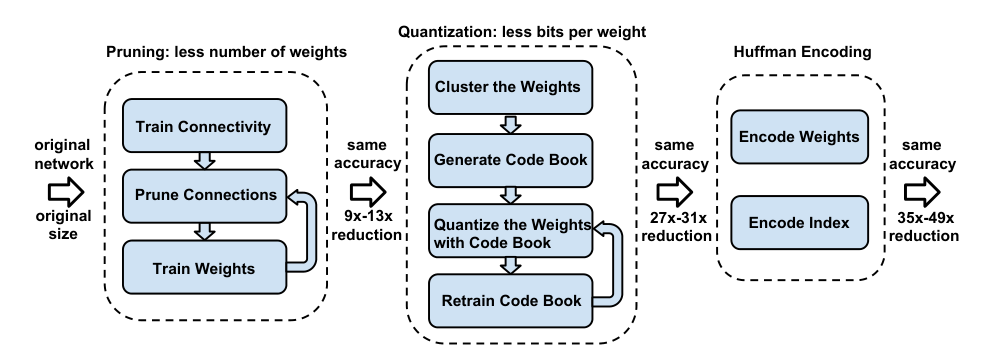 Pruning: less number of weights
original
network
original
size
Train Connectivity
Prune Connections
Train Weights
same
accuracy
9x-13x
reduction
Quantization: less bits per weight
Cluster the Weights
Generate Code Book
Quantize the Weights
with Code Book
Retrain Code Book
same
accuracy
27x-31x
reduction
Huffman Encoding
Encode Weights
Encode Index
same
accuracy
35x-49x
reduction